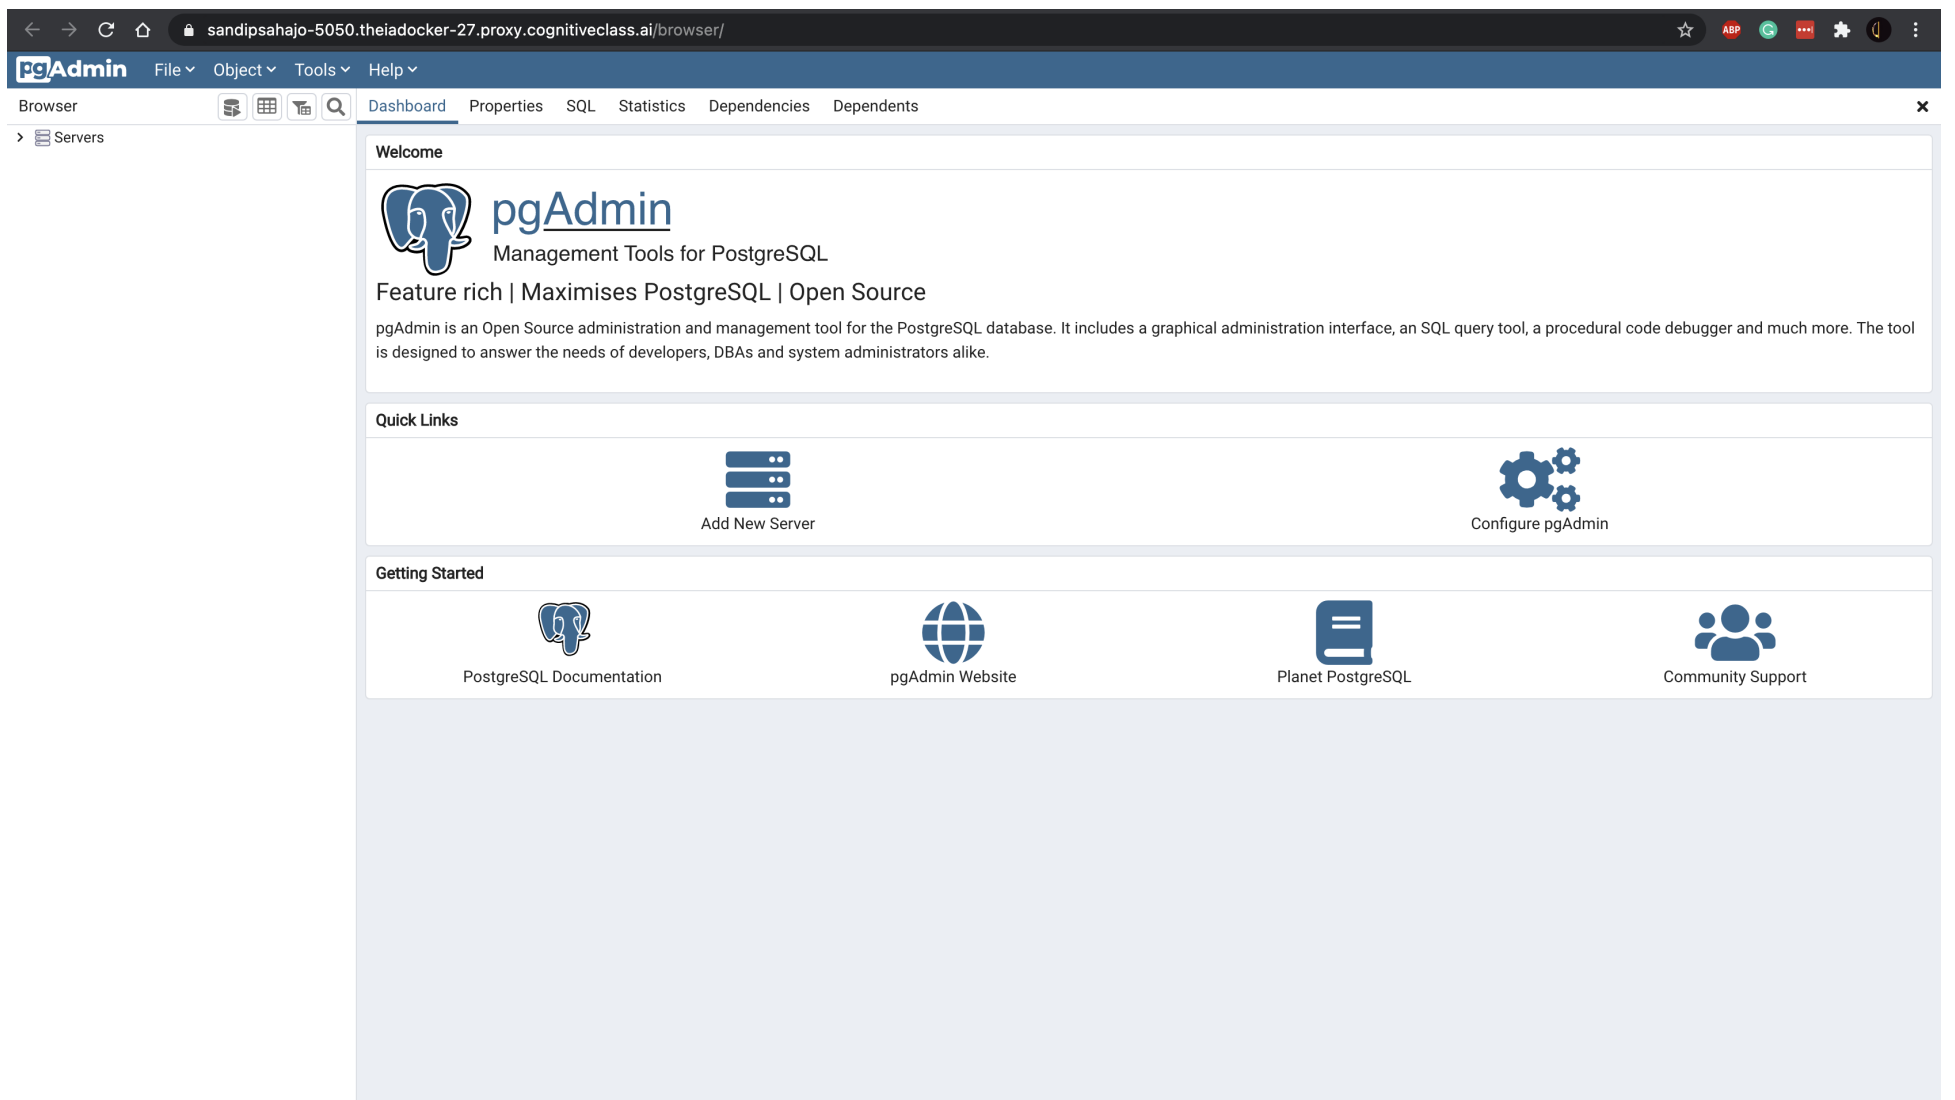 sandipsahajo-5050.theiadocker-27.proxy.cognitiveclass.ai/browser/
ABP
pgAdmin File Object Tools Help
Browser
Dashboard Properties SQL Statistics Dependencies Dependents
Servers
Welcome
pgAdmin
Management Tools for PostgreSQL
Feature rich | Maximises PostgreSQL | Open Source
pgAdmin is an Open Source administration and management tool for the PostgreSQL database. It includes a graphical administration interface, an SQL query tool, a procedural code debugger and much more. The tool
is designed to answer the needs of developers, DBAs and system administrators alike.
Quick Links
Add New Server
Configure pgAdmin
Getting Started
PostgreSQL Documentation
pgAdmin Website
Planet PostgreSQL
Community Support